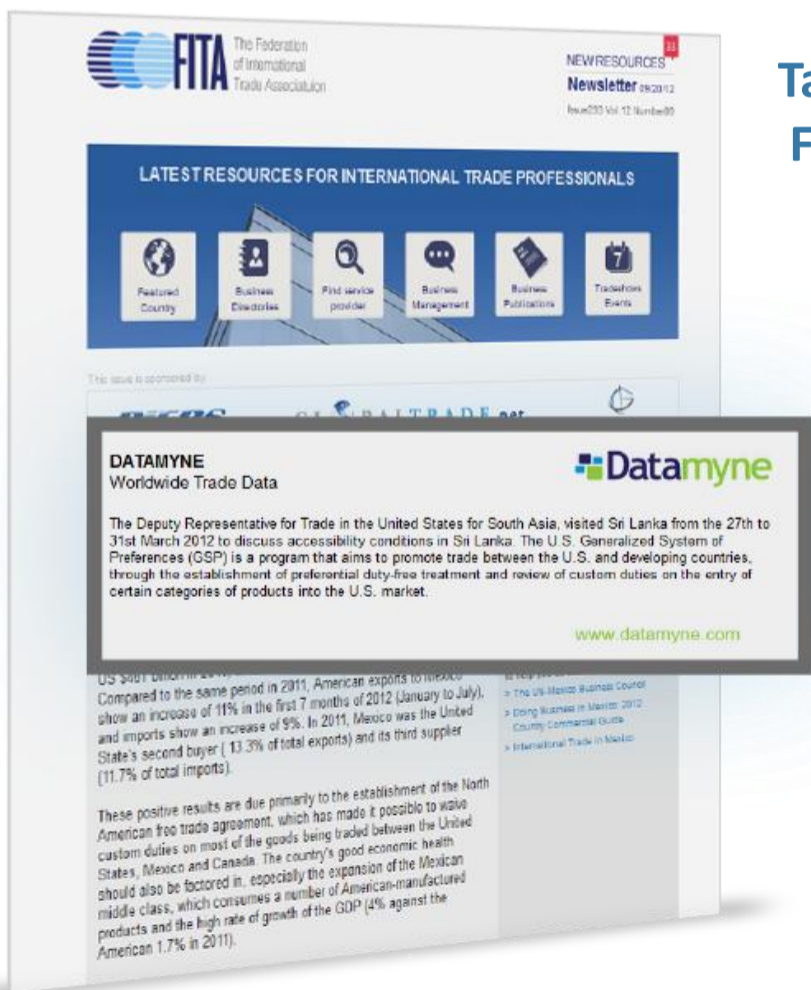 FITA
The Federation
of International
Trade Associatuion
33
NEW RESOURCES
Newsletter 09/20/12
Issue293 Vol. 12 Number09
Ta
F
LATEST RESOURCES FOR INTERNATIONAL TRADE PROFESSIONALS
Featured
Country
Business
Directories
Find service
provider
Business
Management
Business
Publications
7
Tradeshows
Events
This issue is sponsored by
DATAMYNE
Worldwide Trade Data
Datamyne
The Deputy Representative for Trade in the United States for South Asia, visited Sri Lanka from the 27th to
31st March 2012 to discuss accessibility conditions in Sri Lanka. The U.S. Generalized System of
Preferences (GSP) is a program that aims to promote trade between the U.S. and developing countries,
through the establishment of preferential duty-free treatment and review of custom duties on the entry of
certain categories of products into the U.S. market.
www.datamyne.com
Compared to the same period in 2011, American exports to Mexico
show an increase of 11% in the first 7 months of 2012 (January to July),
and imports show an increase of 9%. In 2011, Mexico was the United
State's second buyer ( 13.3% of total exports) and its third supplier
(11.7% of total imports).
These positive results are due primarily to the establishment of the North
American free trade agreement, which has made it possible to waive
custom duties on most of the goods being traded between the United
States, Mexico and Canada. The country's good economic health
should also be factored in, especially the expansion of the Mexican
middle class, which consumes a number of American-manufactured
products and the high rate of growth of the GDP (4% against the
American 1.7% in 2011).
> The US-Mexico Business Council
> Doing Business in Mexico: 2012
Country Commercial Guide
> International Trade in Mexico